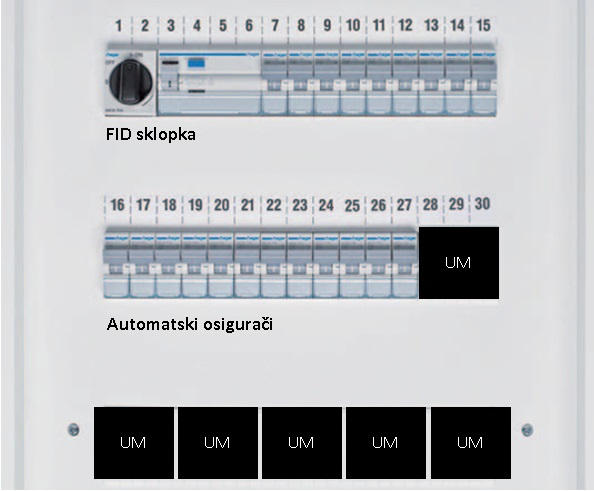 1 2 3 4 5 6 7 8 9 10 11 12 13 14 15
OFF ON
FID sklopka
16 17 18 19 20 21 22 23 24 25 26 27 28 29 30
UM
Automatski osigurači
UM UM UM UM UM